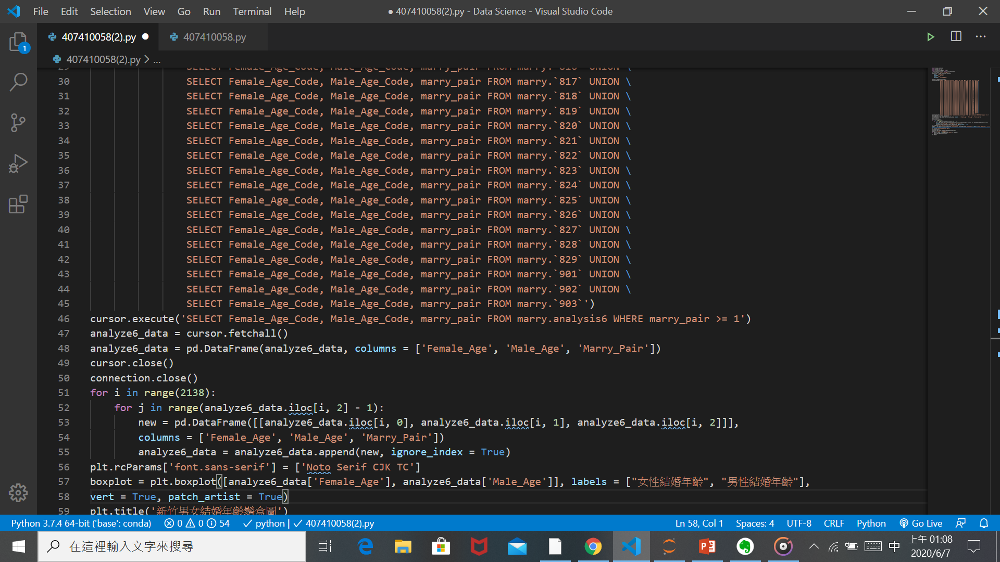 File Edit Selection View Go Run Terminal Help
● 407410058(2).py - Data Science - Visual Studio Code
407410058(2).py ●
407410058.py
1
407410058(2).py > ...
29 SELECT Female_Age_Code, Male_Age_Code, marry_pair FROM marry.`816` UNION \
30 SELECT Female_Age_Code, Male_Age_Code, marry_pair FROM marry.`817` UNION \
31 SELECT Female_Age_Code, Male_Age_Code, marry_pair FROM marry.`818` UNION \
32 SELECT Female_Age_Code, Male_Age_Code, marry_pair FROM marry.`819` UNION \
33 SELECT Female_Age_Code, Male_Age_Code, marry_pair FROM marry.`820` UNION \
34 SELECT Female_Age_Code, Male_Age_Code, marry_pair FROM marry.`821` UNION \
35 SELECT Female_Age_Code, Male_Age_Code, marry_pair FROM marry.`822` UNION \
36 SELECT Female_Age_Code, Male_Age_Code, marry_pair FROM marry.`823` UNION \
37 SELECT Female_Age_Code, Male_Age_Code, marry_pair FROM marry.`824` UNION \
38 SELECT Female_Age_Code, Male_Age_Code, marry_pair FROM marry.`825` UNION \
39 SELECT Female_Age_Code, Male_Age_Code, marry_pair FROM marry.`826` UNION \
40 SELECT Female_Age_Code, Male_Age_Code, marry_pair FROM marry.`827` UNION \
41 SELECT Female_Age_Code, Male_Age_Code, marry_pair FROM marry.`828` UNION \
42 SELECT Female_Age_Code, Male_Age_Code, marry_pair FROM marry.`829` UNION \
43 SELECT Female_Age_Code, Male_Age_Code, marry_pair FROM marry.`901` UNION \
44 SELECT Female_Age_Code, Male_Age_Code, marry_pair FROM marry.`902` UNION \
45 SELECT Female_Age_Code, Male_Age_Code, marry_pair FROM marry.`903`')
46 cursor.execute('SELECT Female_Age_Code, Male_Age_Code, marry_pair FROM marry.analysis6 WHERE marry_pair >= 1')
47 analyze6_data = cursor.fetchall()
48 analyze6_data = pd.DataFrame(analyze6_data, columns = ['Female_Age', 'Male_Age', 'Marry_Pair'])
49 cursor.close()
50 connection.close()
51 for i in range(2138):
52 for j in range(analyze6_data.iloc[i, 2] - 1):
53 new = pd.DataFrame([[analyze6_data.iloc[i, 0], analyze6_data.iloc[i, 1], analyze6_data.iloc[i, 2]]],
54 columns = ['Female_Age', 'Male_Age', 'Marry_Pair'])
55 analyze6_data = analyze6_data.append(new, ignore_index = True)
56 plt.rcParams['font.sans-serif'] = ['Noto Serif CJK TC']
57 boxplot = plt.boxplot([analyze6_data['Female_Age'], analyze6_data['Male_Age']], labels = ["女性結婚年齡", "男性結婚年齡"],
58 vert = True, patch_artist = True)
59 plt.title('新竹男女結婚年齡鬚盒圖')
Python 3.7.4 64-bit ('base': conda) 0 0 54 python | 407410058(2).py Ln 58, Col 1 Spaces: 4 UTF-8 CRLF Python Go Live
在這裡輸入文字來搜尋
中
上午 01:08
2020/6/7